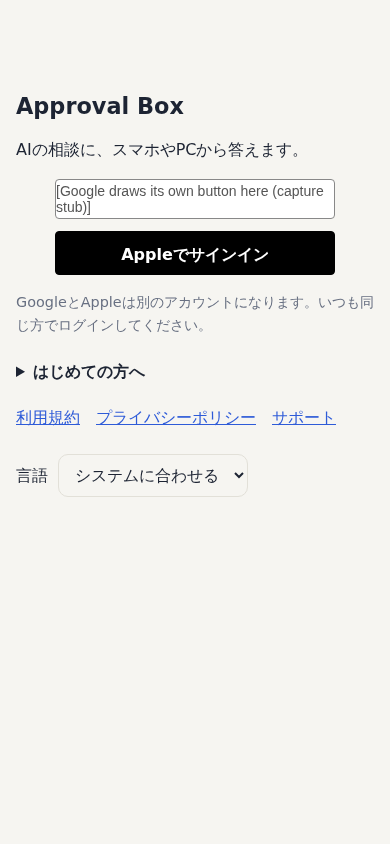 Approval Box
AIの相談に、スマホやPCから答えます。
[Google draws its own button here (capture
stub)]
Appleでサインイン
GoogleとAppleは別のアカウントになります。いつも同
じ方でログインしてください。
はじめての方へ
利用規約 プライバシーポリシー サポート
言語 システムに合わせる